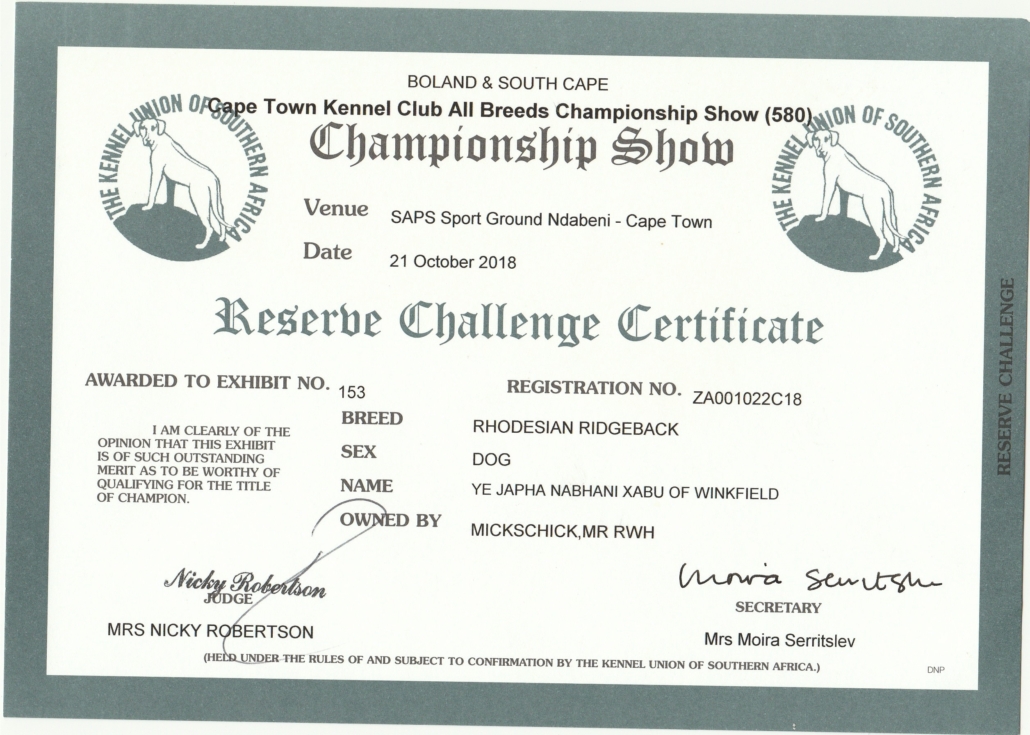 BOLAND & SOUTH CAPE
Cape Town Kennel Club All Breeds Championship Show (580)
THE KENNEL UNION OF SOUTHERN AFRICA
Championship Show
THE KENNEL UNION OF SOUTHERN AFRICA
Venue SAPS Sport Ground Ndabeni - Cape Town
Date 21 October 2018
Reserve Challenge Certificate
RESERVE CHALLENGE
AWARDED TO EXHIBIT NO. 153 REGISTRATION NO. ZA001022C18
I AM CLEARLY OF THE
OPINION THAT THIS EXHIBIT
IS OF SUCH OUTSTANDING
MERIT AS TO BE WORTHY OF
QUALIFYING FOR THE TITLE
OF CHAMPION.
BREED RHODESIAN RIDGEBACK
SEX DOG
NAME YE JAPHA NABHANI XABU OF WINKFIELD
OWNED BY MICKSCHICK,MR RWH
Nicky Robertson
JUDGE
MRS NICKY ROBERTSON
Moira Serritslev
SECRETARY
Mrs Moira Serritslev
(HELD UNDER THE RULES OF AND SUBJECT TO CONFIRMATION BY THE KENNEL UNION OF SOUTHERN AFRICA.)
DNP